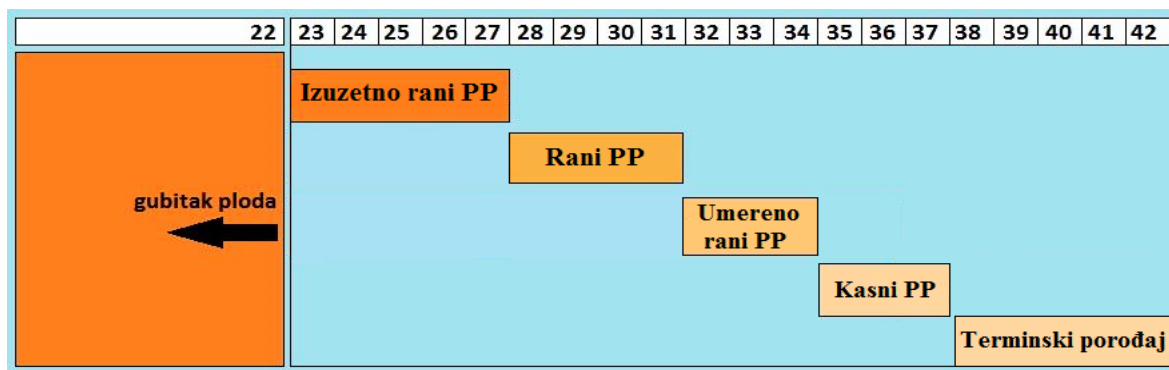 22 23 24 25 26 27 28 29 30 31 32 33 34 35 36 37 38 39 40 41 42
Izuzetno rani PP
Rani PP
gubitak ploda
Umereno
rani PP
Kasni PP
Terminski porođaj